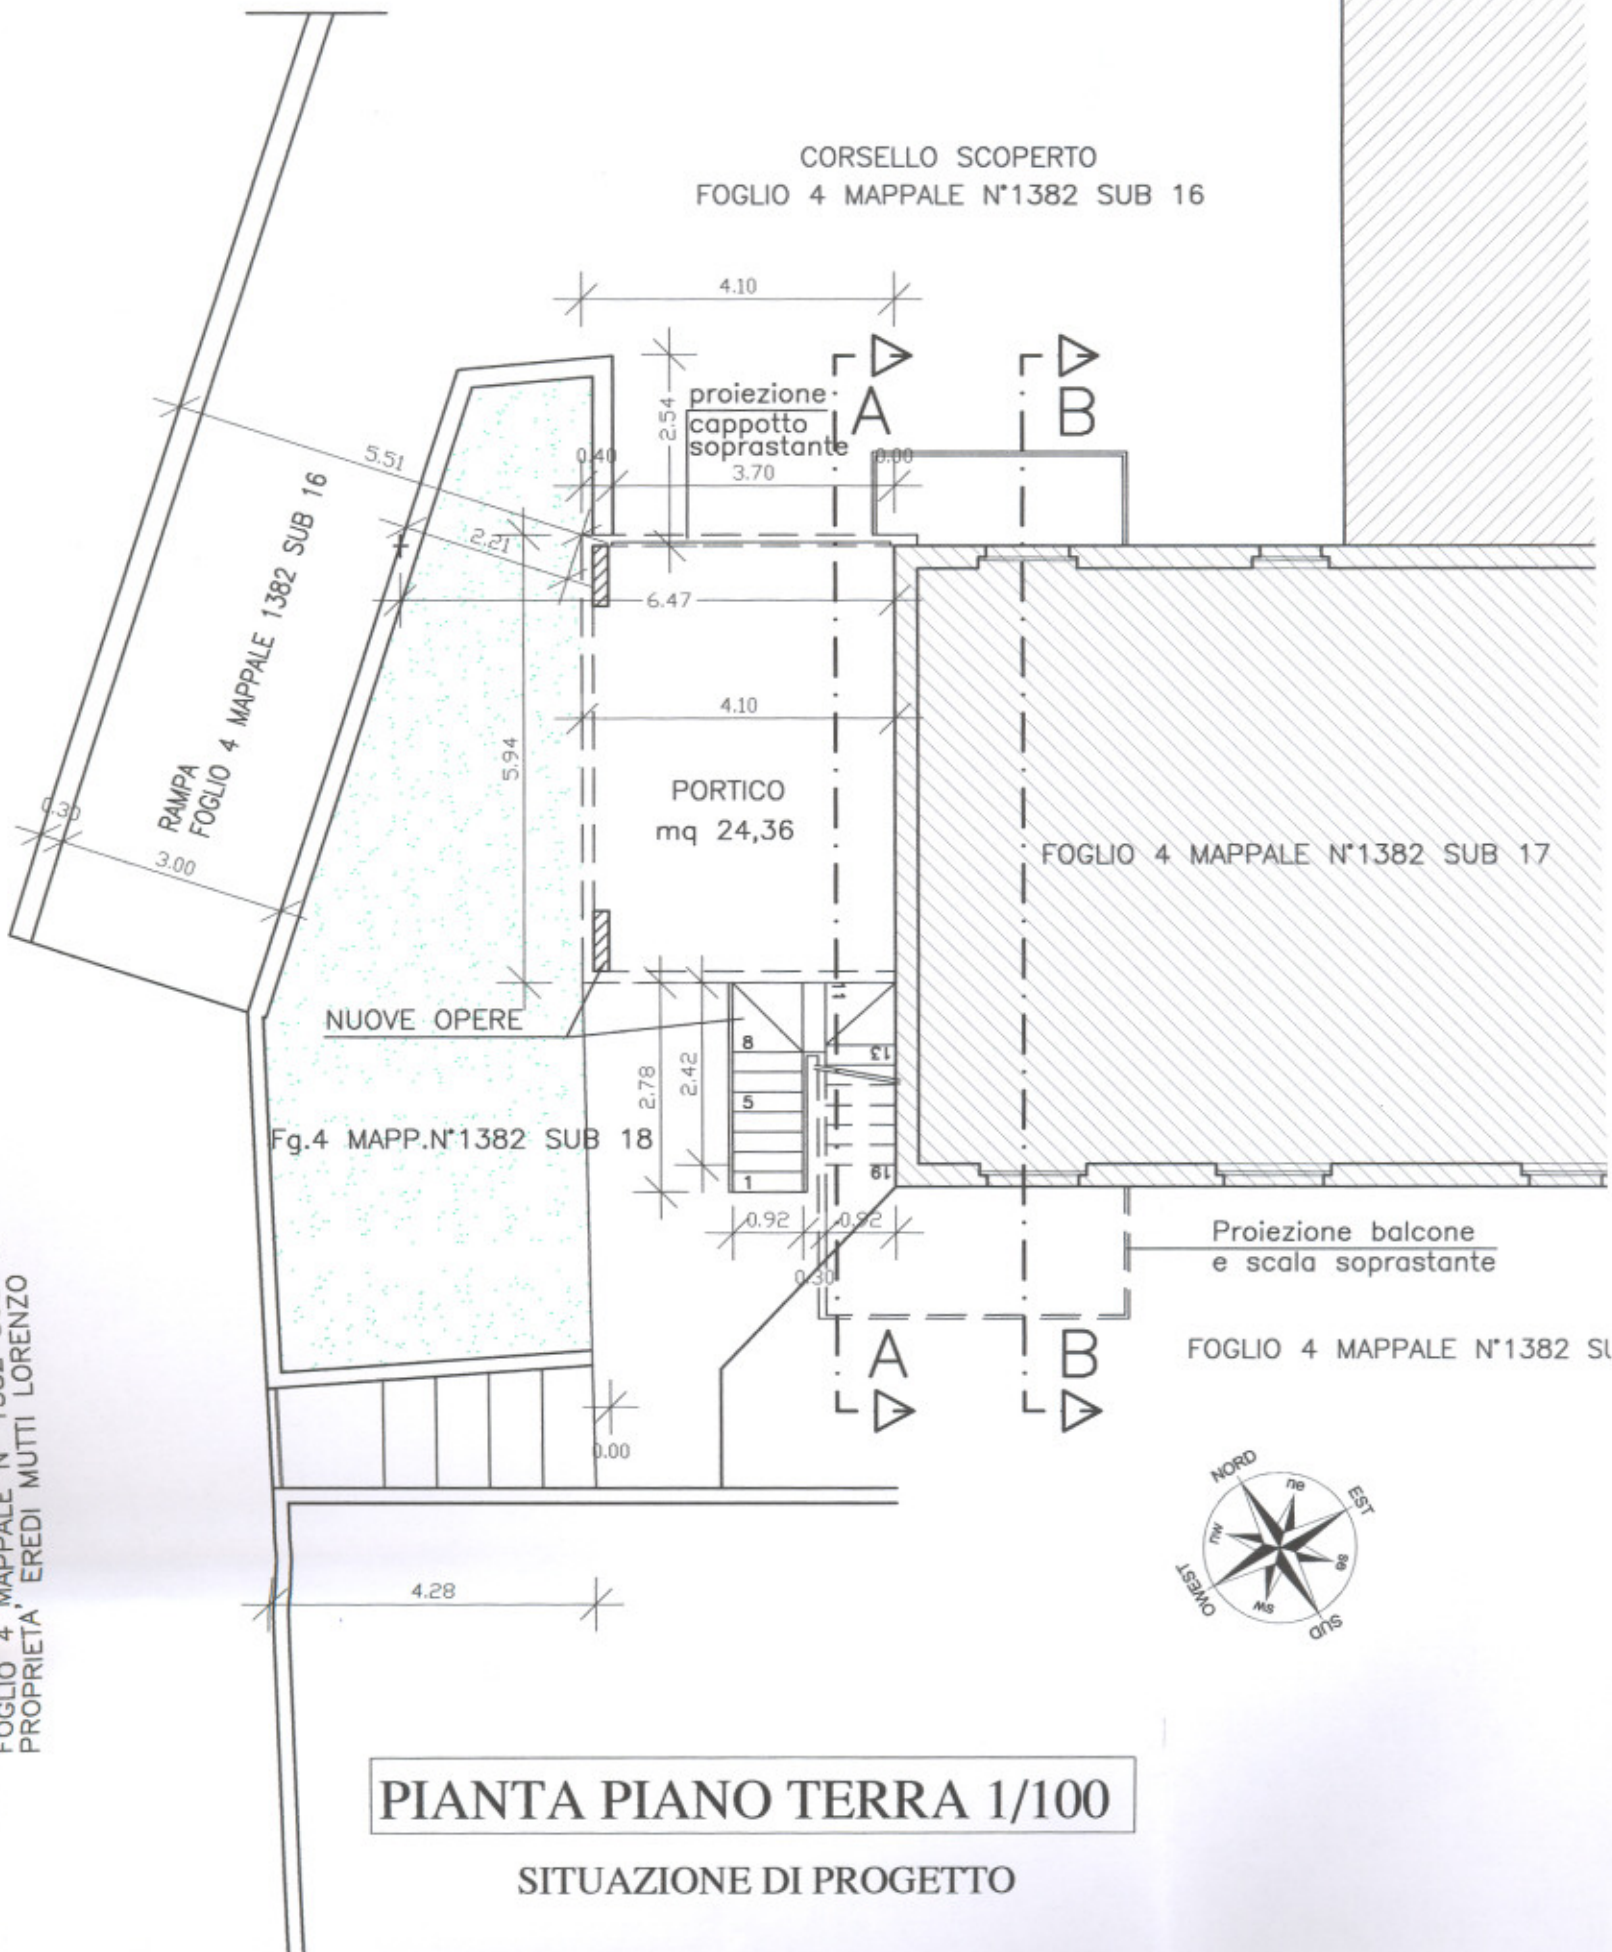 CORSELLO SCOPERTO
FOGLIO 4 MAPPALE N°1382 SUB 16
4.10
2.54
proiezione
cappotto
soprastante
A
B
0.40
3.70
0.00
5.51
2.21
6.47
RAMPA
FOGLIO 4 MAPPALE 1382 SUB 16
4.10
5.94
PORTICO
mq 24,36
0.30
3.00
FOGLIO 4 MAPPALE N°1382 SUB 17
NUOVE OPERE
11
8
13
2.78
2.42
5
Fg.4 MAPP.N°1382 SUB 18
1
19
0.92
0.92
0.30
Proiezione balcone
e scala soprastante
FOGLIO 4 MAPPALE N°1382
A
B
0.00
FOGLIO 4 MAPPALE N°
PROPRIETA' EREDI MUTTI LORENZO
NORD
ne
EST
nw
se
OWEST
sw
SUD
4.28
PIANTA PIANO TERRA 1/100
SITUAZIONE DI PROGETTO